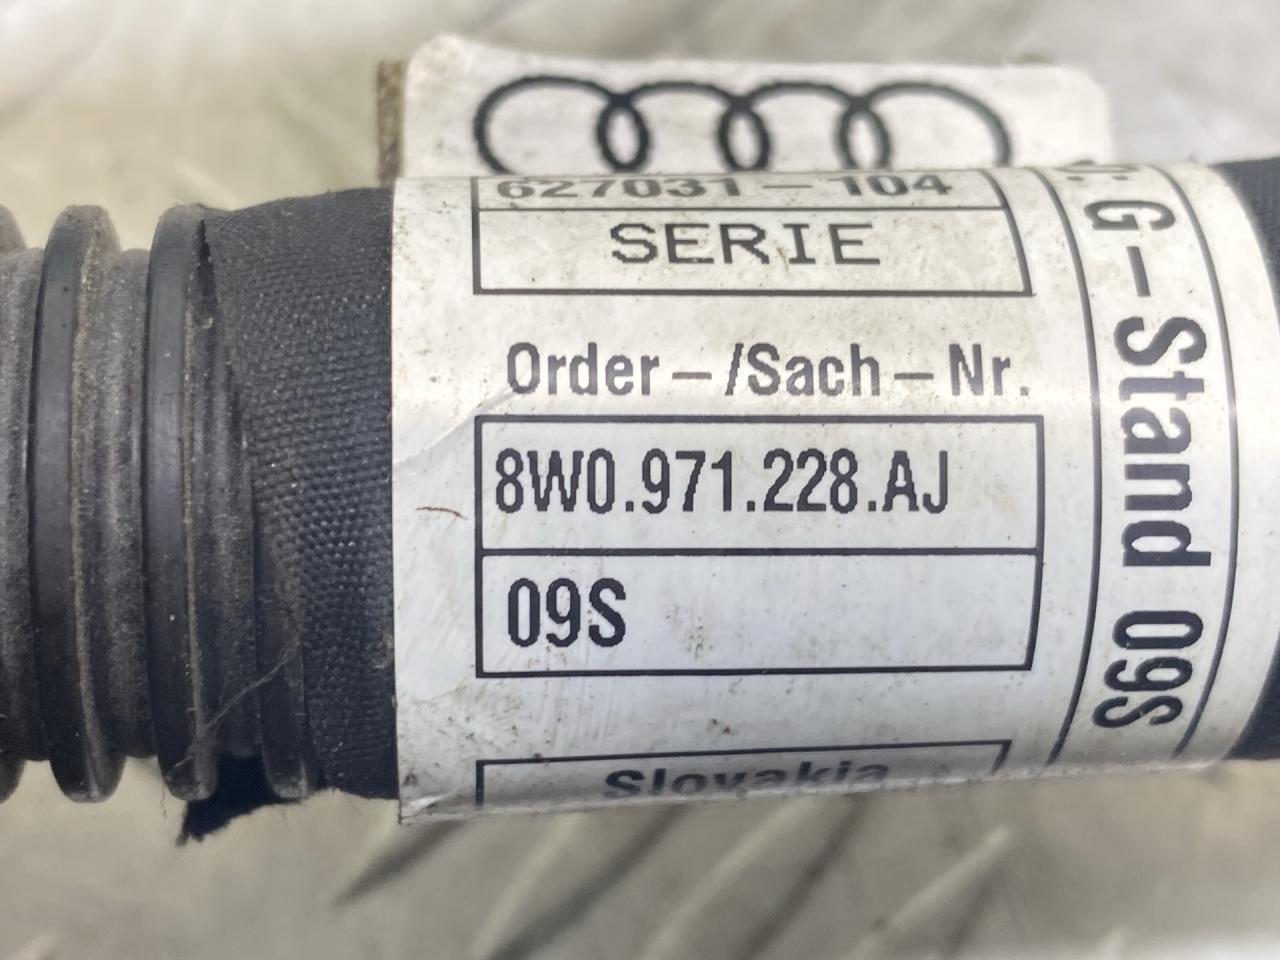 627031-104
SERIE
Order-/Sach-Nr.
8W0.971.228.AJ
09S
Slovakia
G-Stand 09S